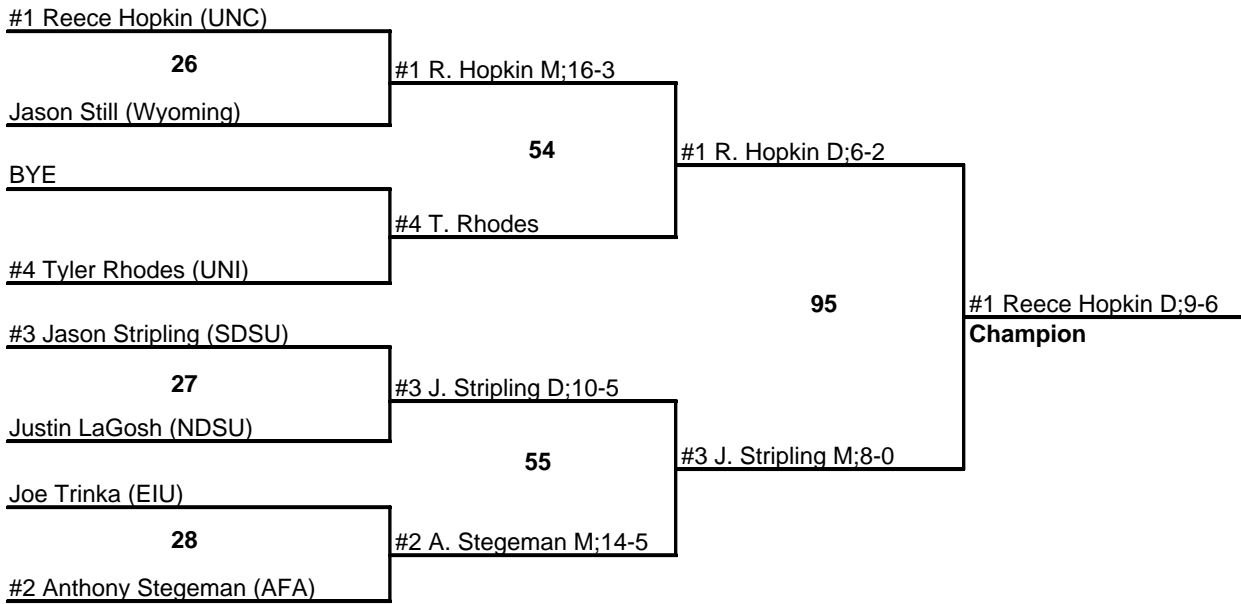 #1 Reece Hopkin (UNC)
26
#1 R. Hopkin M;16-3
Jason Still (Wyoming)
54
#1 R. Hopkin D;6-2
BYE
#4 T. Rhodes
#4 Tyler Rhodes (UNI)
95
#1 Reece Hopkin D;9-6
Champion
#3 Jason Stripling (SDSU)
27
#3 J. Stripling D;10-5
Justin LaGosh (NDSU)
55
#3 J. Stripling M;8-0
Joe Trinka (EIU)
28
#2 A. Stegeman M;14-5
#2 Anthony Stegeman (AFA)